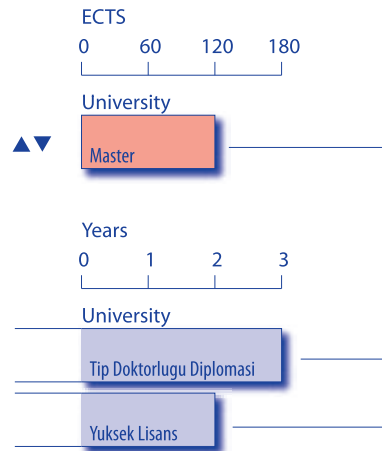 ECTS
0 60 120 180
University
Master
Years
0 1 2 3
University
Tip Doktorlugu Diplomasi
Yuksek Lisans